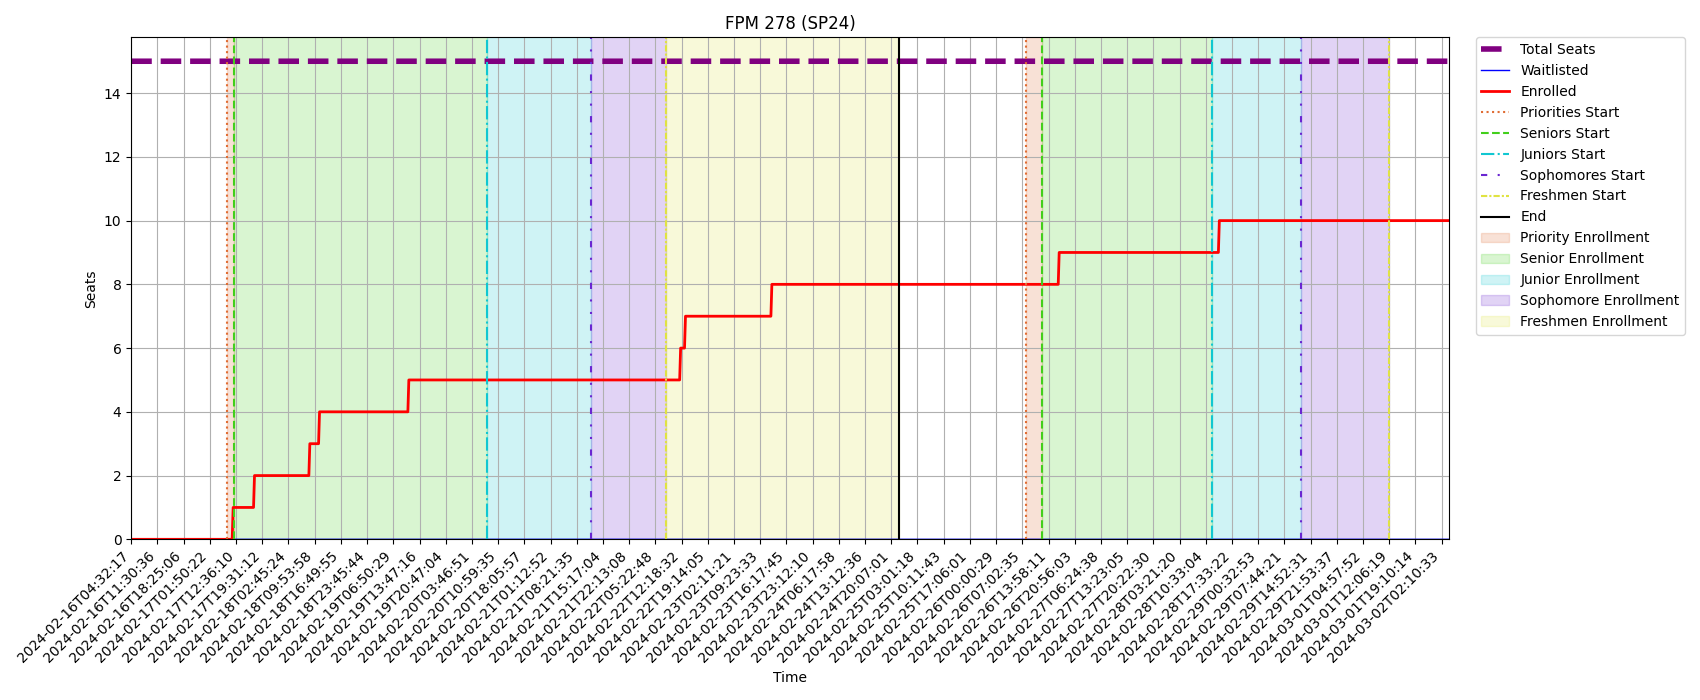 FPM 278 (SP24)
Seats
14
12
10
8
6
4
2
0
2024-02-16T04:32:17
2024-02-16T11:30:36
2024-02-16T18:25:06
2024-02-17T01:50:22
2024-02-17T12:36:10
2024-02-17T19:31:12
2024-02-18T02:45:24
2024-02-18T09:53:58
2024-02-18T16:49:55
2024-02-18T23:45:44
2024-02-19T06:50:29
2024-02-19T13:47:16
2024-02-19T20:47:04
2024-02-20T03:46:51
2024-02-20T10:59:35
2024-02-20T18:05:57
2024-02-21T01:12:52
2024-02-21T08:21:35
2024-02-21T15:17:04
2024-02-21T22:13:08
2024-02-22T05:22:48
2024-02-22T12:18:32
2024-02-22T19:14:05
2024-02-23T02:11:21
2024-02-23T09:23:33
2024-02-23T16:17:45
2024-02-23T23:12:10
2024-02-24T06:17:58
2024-02-24T13:12:36
2024-02-24T20:07:01
2024-02-25T03:01:18
2024-02-25T10:11:43
2024-02-25T17:06:01
2024-02-26T00:00:29
2024-02-26T07:02:35
2024-02-26T13:58:11
2024-02-26T20:56:03
2024-02-27T06:24:38
2024-02-27T13:23:05
2024-02-27T20:22:30
2024-02-28T03:21:20
2024-02-28T10:33:04
2024-02-28T17:33:22
2024-02-29T00:32:53
2024-02-29T07:44:21
2024-02-29T14:52:31
2024-02-29T21:53:37
2024-03-01T04:57:52
2024-03-01T12:06:19
2024-03-01T19:10:14
2024-03-02T02:10:33
Time
Total Seats
Waitlisted
Enrolled
Priorities Start
Seniors Start
Juniors Start
Sophomores Start
Freshmen Start
End
Priority Enrollment
Senior Enrollment
Junior Enrollment
Sophomore Enrollment
Freshmen Enrollment